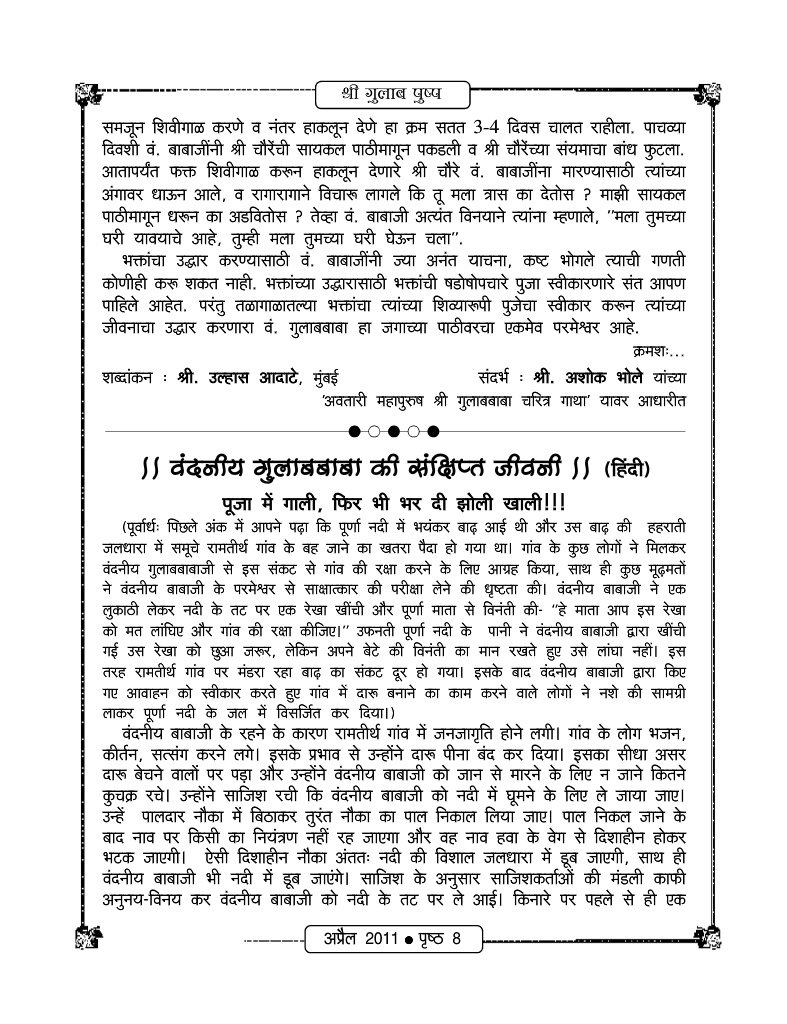 श्री गुलाब पुष्प
समजून शिवीगाळ करणे व नंतर हाकलून देणे हा क्रम सतत 3-4 दिवस चालत राहीला. पाचव्या
दिवशी वं. बाबाजींनी श्री चौरेंची सायकल पाठीमागून पकडली व श्री चौरेंच्या संयमाचा बांध फुटला.
आतापर्यंत फक्त शिवीगाळ करून हाकलून देणारे श्री चौरे वं. बाबाजींना मारण्यासाठी त्यांच्या
अंगावर धाऊन आले, व रागारागाने विचारू लागले कि तू मला त्रास का देतोस ? माझी सायकल
पाठीमागून धरून का अडवितोस ? तेव्हा वं. बाबाजी अत्यंत विनयाने त्यांना म्हणाले, ''मला तुमच्या
घरी यावयाचे आहे, तुम्ही मला तुमच्या घरी घेऊन चला''.
भक्तांचा उद्धार करण्यासाठी वं. बाबाजींनी ज्या अनंत याचना, कष्ट भोगले त्याची गणती
कोणीही करू शकत नाही. भक्तांच्या उद्धारासाठी भक्तांची षडोषोपचारे पुजा स्वीकारणारे संत आपण
पाहिले आहेत. परंतु तळागाळातल्या भक्तांचा त्यांच्या शिव्यारूपी पुजेचा स्वीकार करून त्यांच्या
जीवनाचा उद्धार करणारा वं. गुलाबबाबा हा जगाच्या पाठीवरचा एकमेव परमेश्वर आहे.
क्रमशः...
शब्दांकन : श्री. उल्हास आदाटे, मुंबई संदर्भ : श्री. अशोक भोले यांच्या
'अवतारी महापुरुष श्री गुलाबबाबा चरित्र गाथा' यावर आधारीत
।। वंदनीय गुलाबबाबा की संक्षिप्त जीवनी ।। (हिंदी)
पूजा में गाली, फिर भी भर दी झोली खाली!!!
(पूर्वार्धः पिछले अंक में आपने पढ़ा कि पूर्णा नदी में भयंकर बाढ़ आई थी और उस बाढ़ की हहराती
जलधारा में समूचे रामतीर्थ गांव के बह जाने का खतरा पैदा हो गया था। गांव के कुछ लोगों ने मिलकर
वंदनीय गुलाबबाबाजी से इस संकट से गांव की रक्षा करने के लिए आग्रह किया, साथ ही कुछ मूढ़मतों
ने वंदनीय बाबाजी के परमेश्वर से साक्षात्कार की परीक्षा लेने की धृष्टता की। वंदनीय बाबाजी ने एक
लुकाठी लेकर नदी के तट पर एक रेखा खींची और पूर्णा माता से विनंती की- ''हे माता आप इस रेखा
को मत लांघिए और गांव की रक्षा कीजिए।'' उफनती पूर्णा नदी के पानी ने वंदनीय बाबाजी द्वारा खींची
गई उस रेखा को छुआ जरूर, लेकिन अपने बेटे की विनंती का मान रखते हुए उसे लांघा नहीं। इस
तरह रामतीर्थ गांव पर मंडरा रहा बाढ़ का संकट दूर हो गया। इसके बाद वंदनीय बाबाजी द्वारा किए
गए आवाहन को स्वीकार करते हुए गांव में दारू बनाने का काम करने वाले लोगों ने नशे की सामग्री
लाकर पूर्णा नदी के जल में विसर्जित कर दिया।)
वंदनीय बाबाजी के रहने के कारण रामतीर्थ गांव में जनजागृति होने लगी। गांव के लोग भजन,
कीर्तन, सत्संग करने लगे। इसके प्रभाव से उन्होंने दारू पीना बंद कर दिया। इसका सीधा असर
दारू बेचने वालों पर पड़ा और उन्होंने वंदनीय बाबाजी को जान से मारने के लिए न जाने कितने
कुचक्र रचे। उन्होंने साजिश रची कि वंदनीय बाबाजी को नदी में घूमने के लिए ले जाया जाए।
उन्हें पालदार नौका में बिठाकर तुरंत नौका का पाल निकाल लिया जाए। पाल निकल जाने के
बाद नाव पर किसी का नियंत्रण नहीं रह जाएगा और वह नाव हवा के वेग से दिशाहीन होकर
भटक जाएगी। ऐसी दिशाहीन नौका अंततः नदी की विशाल जलधारा में डूब जाएगी, साथ ही
वंदनीय बाबाजी भी नदी में डूब जाएंगे। साजिश के अनुसार साजिशकर्ताओं की मंडली काफी
अनुनय-विनय कर वंदनीय बाबाजी को नदी के तट पर ले आई। किनारे पर पहले से ही एक
अप्रैल 2011 ● पृष्ठ 8